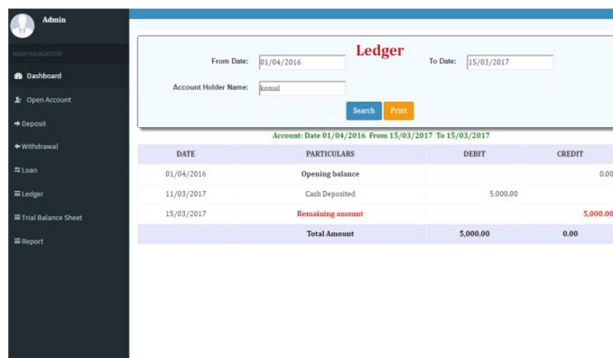 Admin
MAIN NAVIGATION
Dashboard
Open Account
Deposit
Withdrawal
Loan
Ledger
Trial Balance Sheet
Report
Ledger
From Date: 01/04/2016 To Date: 15/03/2017
Account Holder Name: komal
Search Print
Account: Date 01/04/2016 From 15/03/2017 To 15/03/2017
DATE PARTICULARS DEBIT CREDIT
01/04/2016 Opening balance 0.00
11/03/2017 Cash Deposited 5,000.00
15/03/2017 Remaining amount 5,000.00
Total Amount 5,000.00 0.00